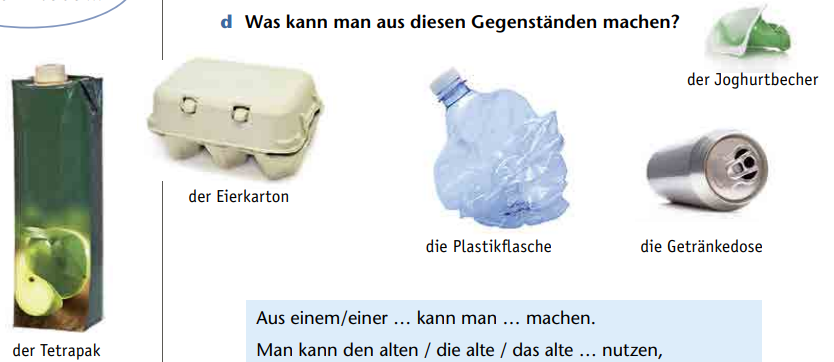 d Was kann man aus diesen Gegenständen machen?
der Joghurtbecher
der Eierkarton
die Plastikflasche
die Getränkedose
der Tetrapak
Aus einem/einer … kann man … machen.
Man kann den alten / die alte / das alte … nutzen,